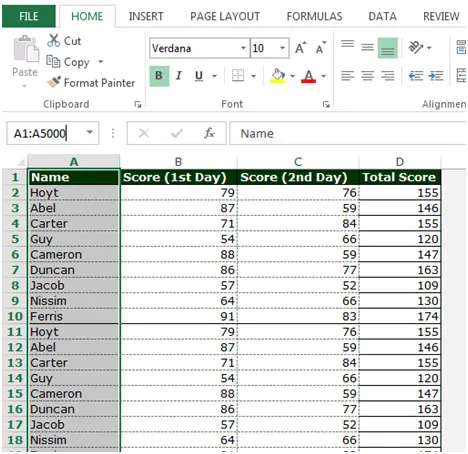 FILE HOME INSERT PAGE LAYOUT FORMULAS DATA REVIEW
Cut
Copy
Format Painter
Paste
Clipboard
Verdana 10 A A
B I U A
Font
Alignme
A1:A5000 fx Name
A B C D
1 Name Score (1st Day) Score (2nd Day) Total Score
2 Hoyt 79 76 155
3 Abel 87 59 146
4 Carter 71 84 155
5 Guy 54 66 120
6 Cameron 88 59 147
7 Duncan 86 77 163
8 Jacob 57 52 109
9 Nissim 64 66 130
10 Ferris 91 83 174
11 Hoyt 79 76 155
12 Abel 87 59 146
13 Carter 71 84 155
14 Guy 54 66 120
15 Cameron 88 59 147
16 Duncan 86 77 163
17 Jacob 57 52 109
18 Nissim 64 66 130